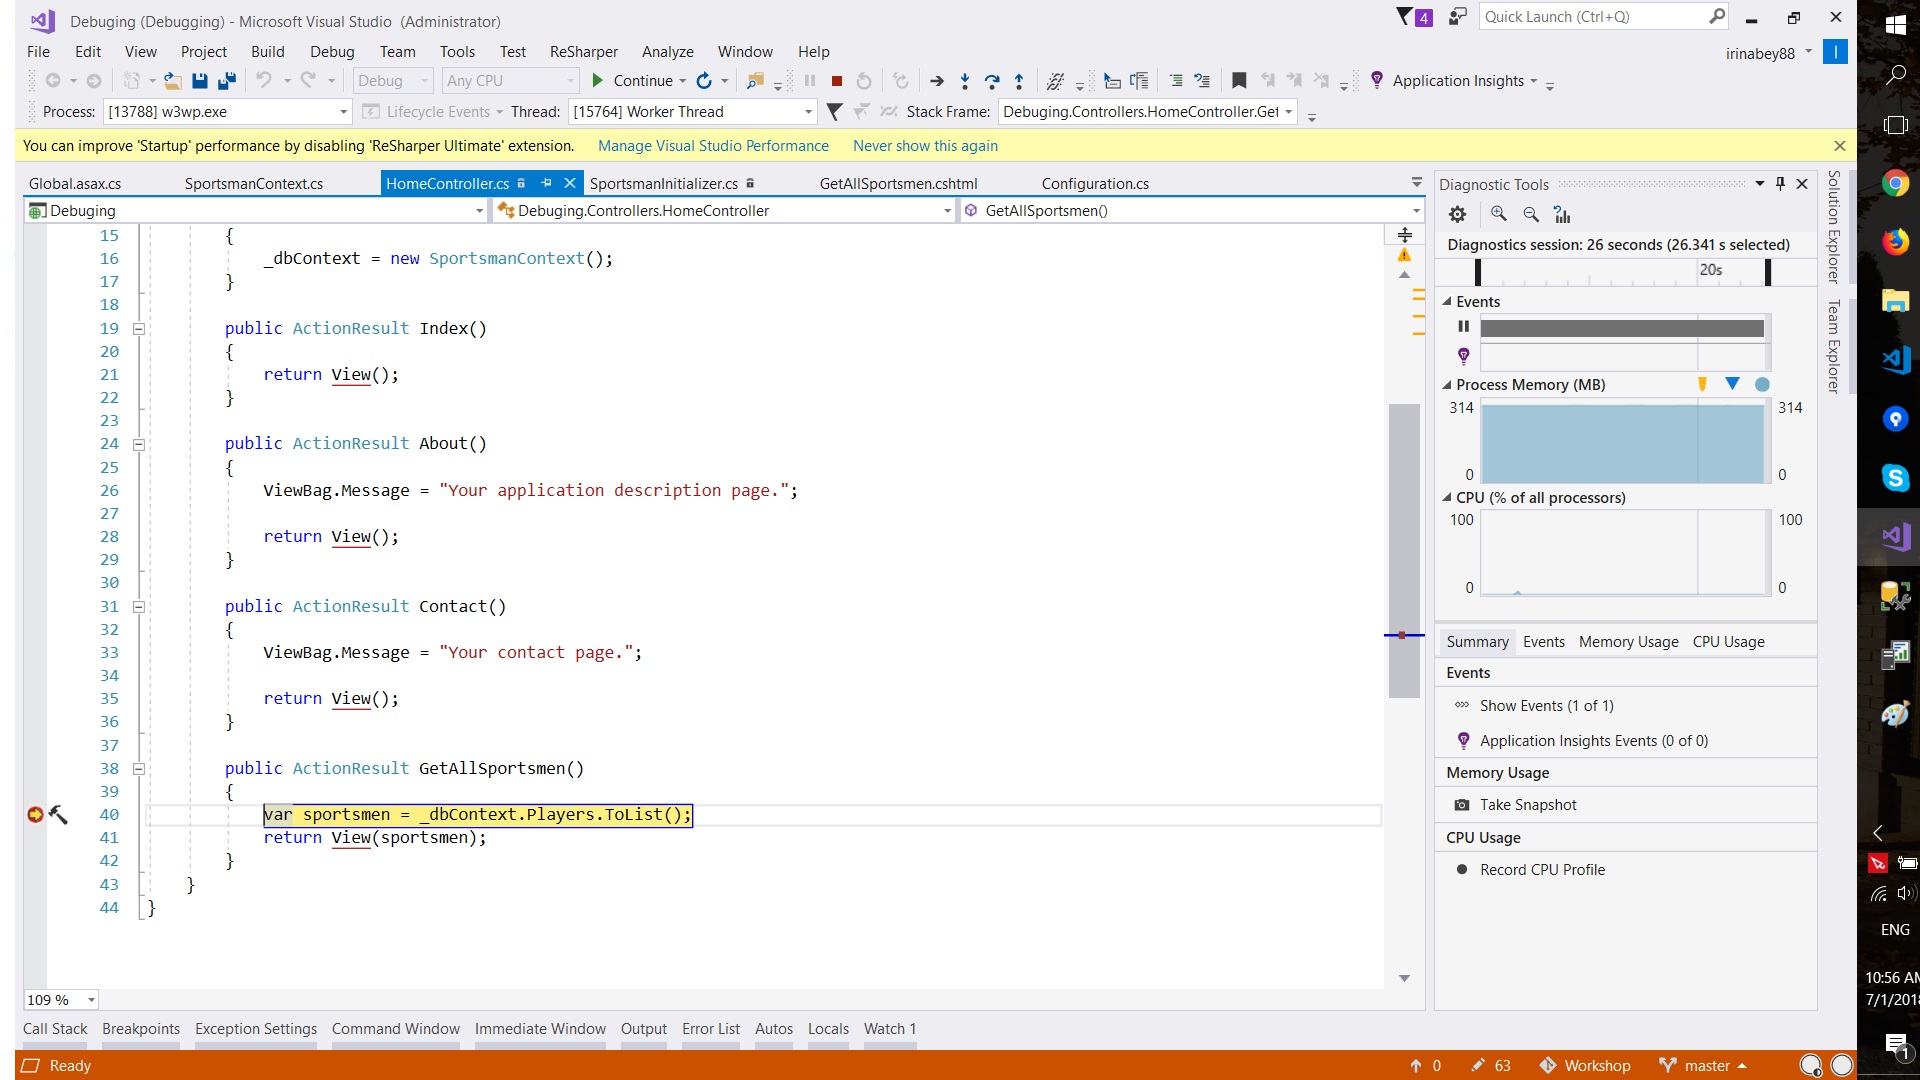 Debuging (Debugging) - Microsoft Visual Studio (Administrator)
4
Quick Launch (Ctrl+Q)
File Edit View Project Build Debug Team Tools Test ReSharper Analyze Window Help
irinabey88
I
Debug Any CPU Continue Application Insights
Process: [13788] w3wp.exe Lifecycle Events Thread: [15764] Worker Thread Stack Frame: Debuging.Controllers.HomeController.Get
You can improve 'Startup' performance by disabling 'ReSharper Ultimate' extension. Manage Visual Studio Performance Never show this again
Global.asax.cs SportsmanContext.cs HomeController.cs SportsmanInitializer.cs GetAllSportsmen.cshtml Configuration.cs
Debuging Debuging.Controllers.HomeController GetAllSportsmen()
15 {
16 _dbContext = new SportsmanContext();
17 }
18
19 public ActionResult Index()
20 {
21 return View();
22 }
23
24 public ActionResult About()
25 {
26 ViewBag.Message = "Your application description page.";
27
28 return View();
29 }
30
31 public ActionResult Contact()
32 {
33 ViewBag.Message = "Your contact page.";
34
35 return View();
36 }
37
38 public ActionResult GetAllSportsmen()
39 {
40 var sportsmen = _dbContext.Players.ToList();
41 return View(sportsmen);
42 }
43 }
44 }
109 %
Diagnostic Tools
Diagnostics session: 26 seconds (26.341 s selected)
20s
Events
Process Memory (MB)
314 314
0 0
CPU (% of all processors)
100 100
0 0
Summary Events Memory Usage CPU Usage
Events
Show Events (1 of 1)
Application Insights Events (0 of 0)
Memory Usage
Take Snapshot
CPU Usage
Record CPU Profile
Solution Explorer
Team Explorer
Call Stack Breakpoints Exception Settings Command Window Immediate Window Output Error List Autos Locals Watch 1
Ready
0 63 Workshop master
ENG
10:56 AM
7/1/2018
1